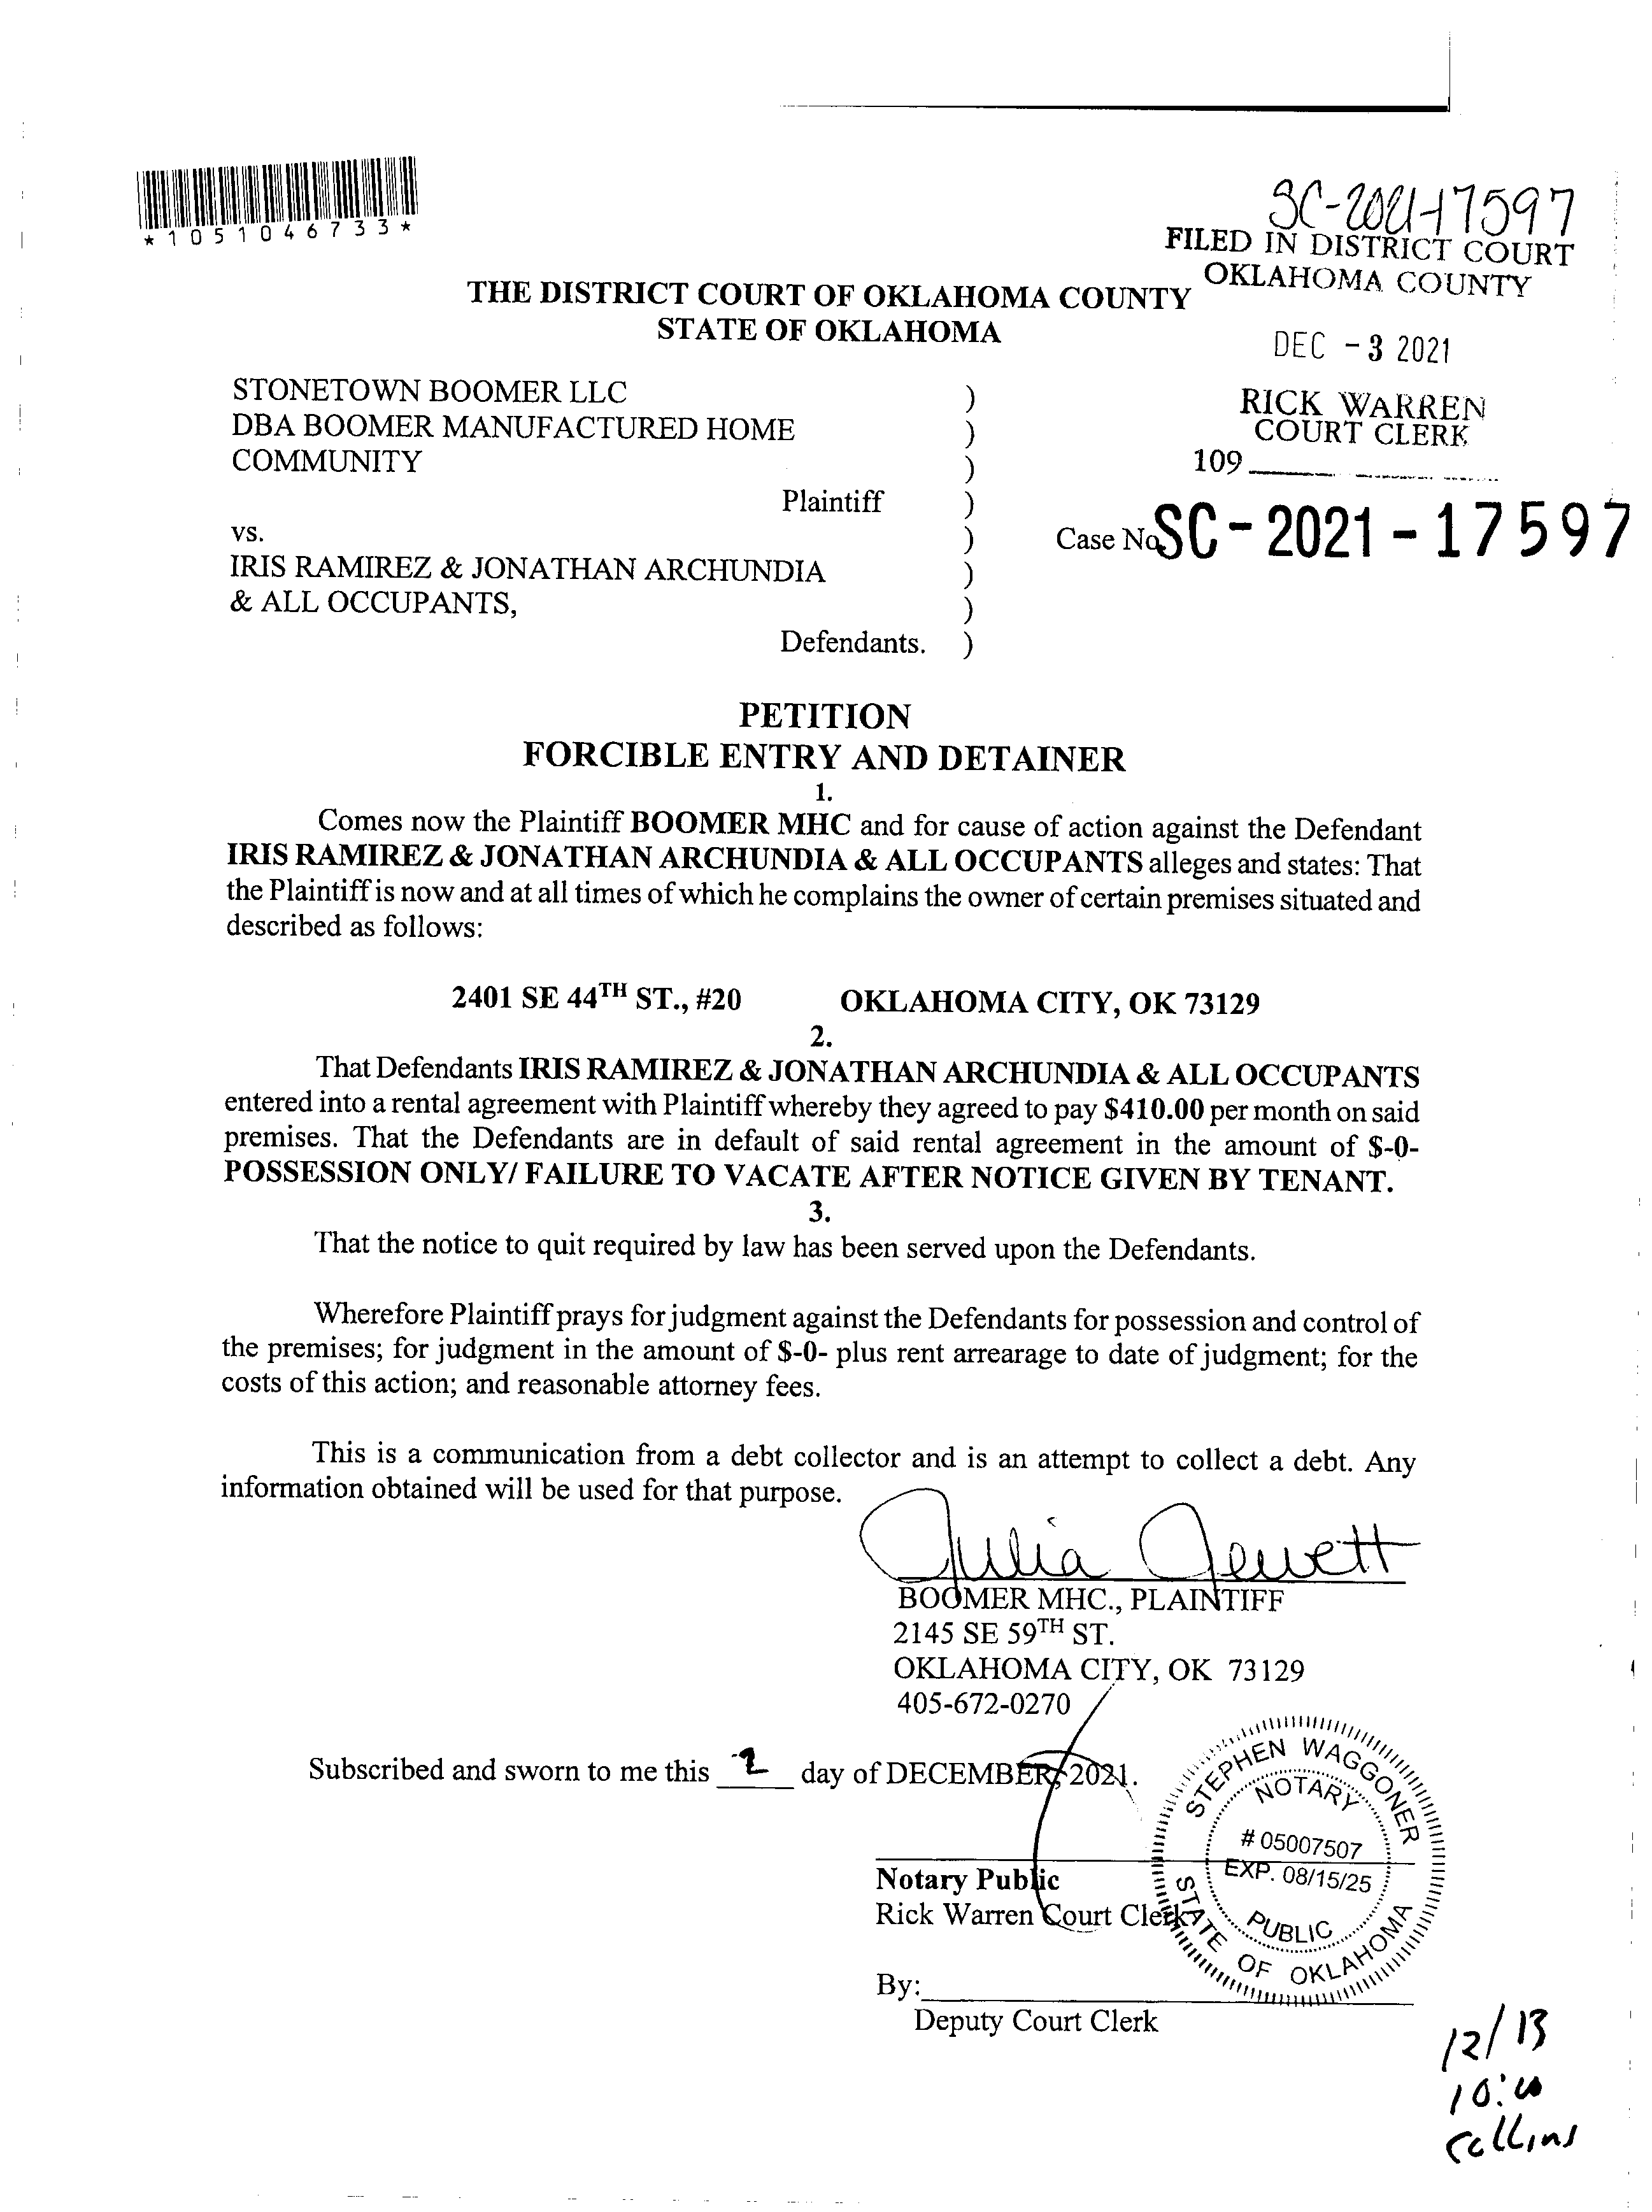 *1051046733*
SC-2021-17597
FILED IN DISTRICT COURT
OKLAHOMA COUNTY
THE DISTRICT COURT OF OKLAHOMA COUNTY
STATE OF OKLAHOMA
DEC - 3 2021
RICK WARREN
COURT CLERK
109
STONETOWN BOOMER LLC )
DBA BOOMER MANUFACTURED HOME )
COMMUNITY )
Plaintiff )
vs. )
Case No. SC-2021-17597
IRIS RAMIREZ & JONATHAN ARCHUNDIA )
& ALL OCCUPANTS, )
Defendants. )
PETITION
FORCIBLE ENTRY AND DETAINER
1.
Comes now the Plaintiff BOOMER MHC and for cause of action against the Defendant
IRIS RAMIREZ & JONATHAN ARCHUNDIA & ALL OCCUPANTS alleges and states: That
the Plaintiff is now and at all times of which he complains the owner of certain premises situated and
described as follows:
2401 SE 44TH ST., #20 OKLAHOMA CITY, OK 73129
2.
That Defendants IRIS RAMIREZ & JONATHAN ARCHUNDIA & ALL OCCUPANTS
entered into a rental agreement with Plaintiff whereby they agreed to pay $410.00 per month on said
premises. That the Defendants are in default of said rental agreement in the amount of $-0-
POSSESSION ONLY/ FAILURE TO VACATE AFTER NOTICE GIVEN BY TENANT.
3.
That the notice to quit required by law has been served upon the Defendants.
Wherefore Plaintiff prays for judgment against the Defendants for possession and control of
the premises; for judgment in the amount of $-0- plus rent arrearage to date of judgment; for the
costs of this action; and reasonable attorney fees.
This is a communication from a debt collector and is an attempt to collect a debt. Any
information obtained will be used for that purpose.
Julia Jewett
BOOMER MHC., PLAINTIFF
2145 SE 59TH ST.
OKLAHOMA CITY, OK 73129
405-672-0270
Subscribed and sworn to me this 2 day of DECEMBER, 2021.
STEPHEN WAGGONER
NOTARY
# 05007507
EXP. 08/15/25
PUBLIC
STATE OF OKLAHOMA
Notary Public
Rick Warren Court Clerk
By:
Deputy Court Clerk
12/13
10:00
Collins